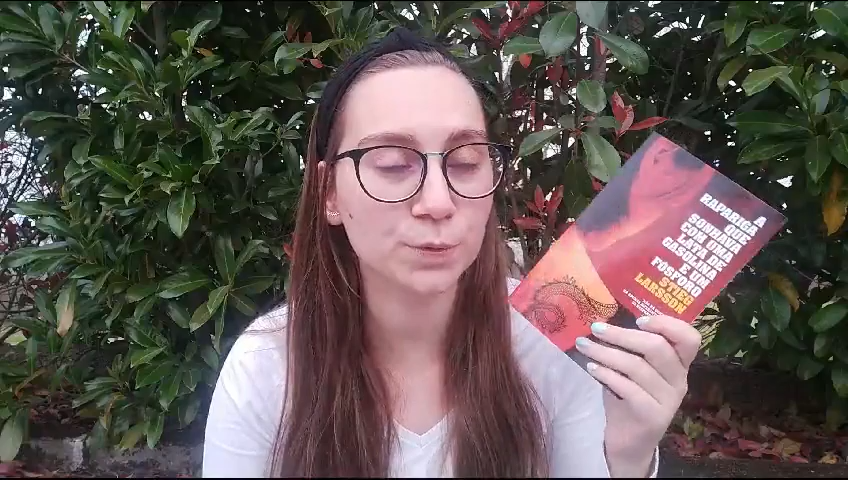 A
RAPARIGA
QUE
SONHAVA
COM UMA
LATA DE
GASOLINA
E UM
FÓSFORO
STIEG
LARSSON